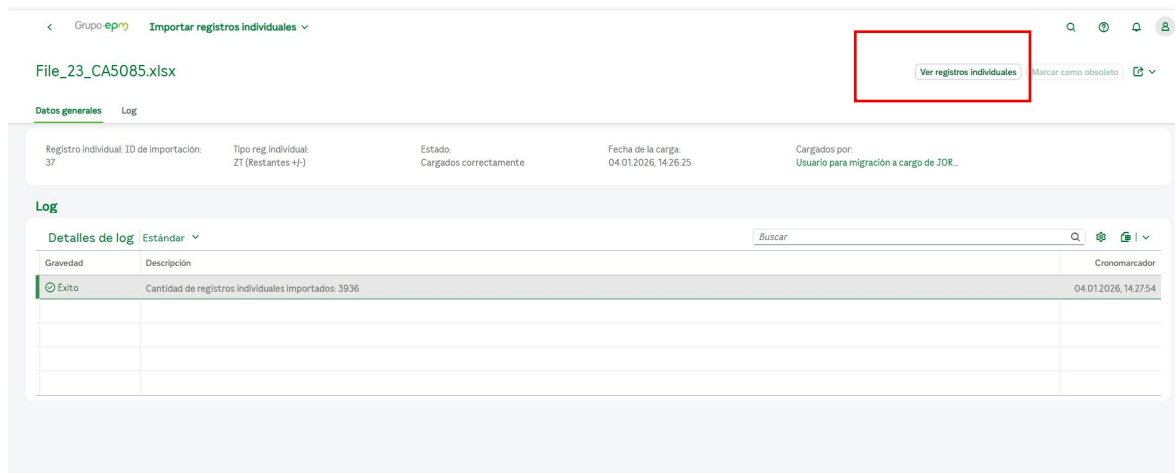 Grupo·epm Importar registros individuales
File_23_CA5085.xlsx
Ver registros individuales Marcar como obsoleto
Datos generales Log
Registro individual: ID de importación: Tipo reg.individual: Estado: Fecha de la carga: Cargados por:
37 ZT (Restantes +/-) Cargados correctamente 04.01.2026, 14:26:25 Usuario para migración a cargo de JOR...
Log
Detalles de log Estándar Buscar
Gravedad Descripción Cronomarcador
Éxito Cantidad de registros individuales importados: 3936 04.01.2026, 14:27:54